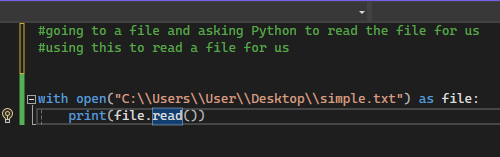 #going to a file and asking Python to read the file for us
#using this to read a file for us
with open("C:\\Users\\User\\Desktop\\simple.txt") as file:
    print(file.read())